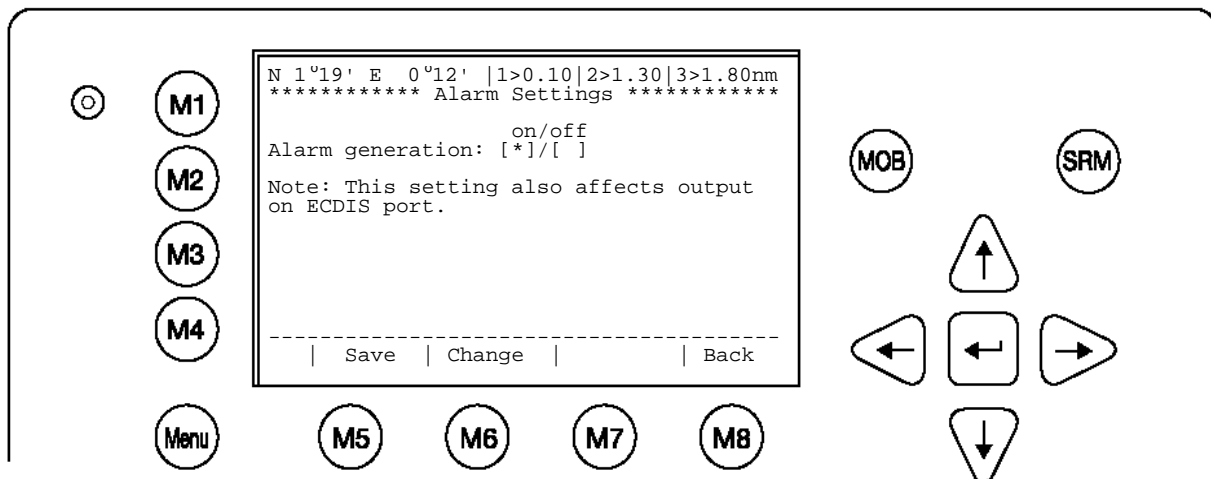 N 1°19' E 0°12' |1>0.10|2>1.30|3>1.80nm
************ Alarm Settings ************
on/off
Alarm generation: [*]/[ ]
Note: This setting also affects output
on ECDIS port.
----------------------------------------
| Save | Change | | Back
M1
M2
M3
M4
Menu
M5
M6
M7
M8
MOB
SRM